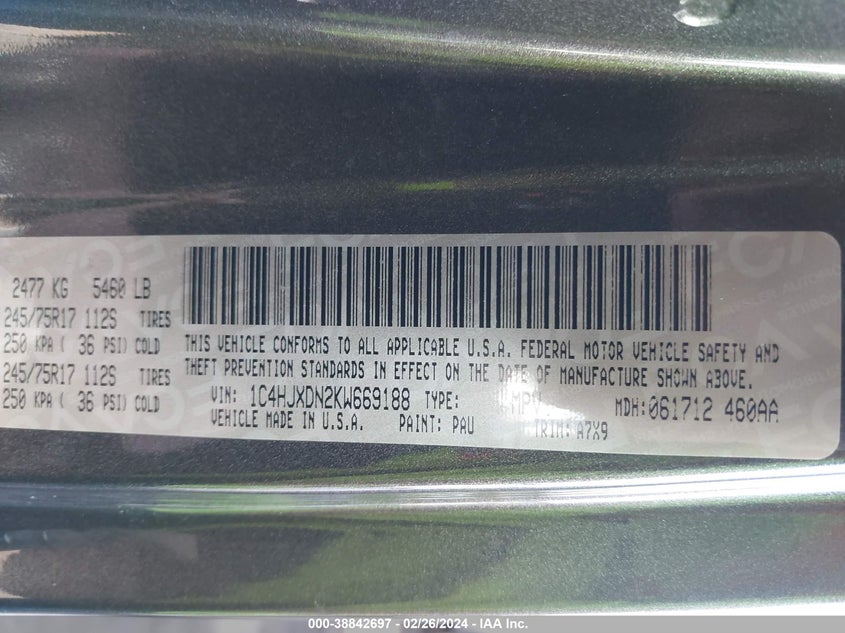 2477 KG 5460 LB
245/75R17 112S TIRES
250 KPA ( 36 PSI) COLD
245/75R17 112S TIRES
250 KPA ( 36 PSI) COLD
THIS VEHICLE CONFORMS TO ALL APPLICABLE U.S.A. FEDERAL MOTOR VEHICLE SAFETY AND
THEFT PREVENTION STANDARDS IN EFFECT ON THE DATE OF MANUFACTURE SHOWN ABOVE.
VIN: 1C4HJXDN2KW669188 TYPE: MDH:061712 460AA
VEHICLE MADE IN U.S.A. PAINT: PAU TRIM: A7X9
000-38842697 - 02/26/2024 - IAA Inc.